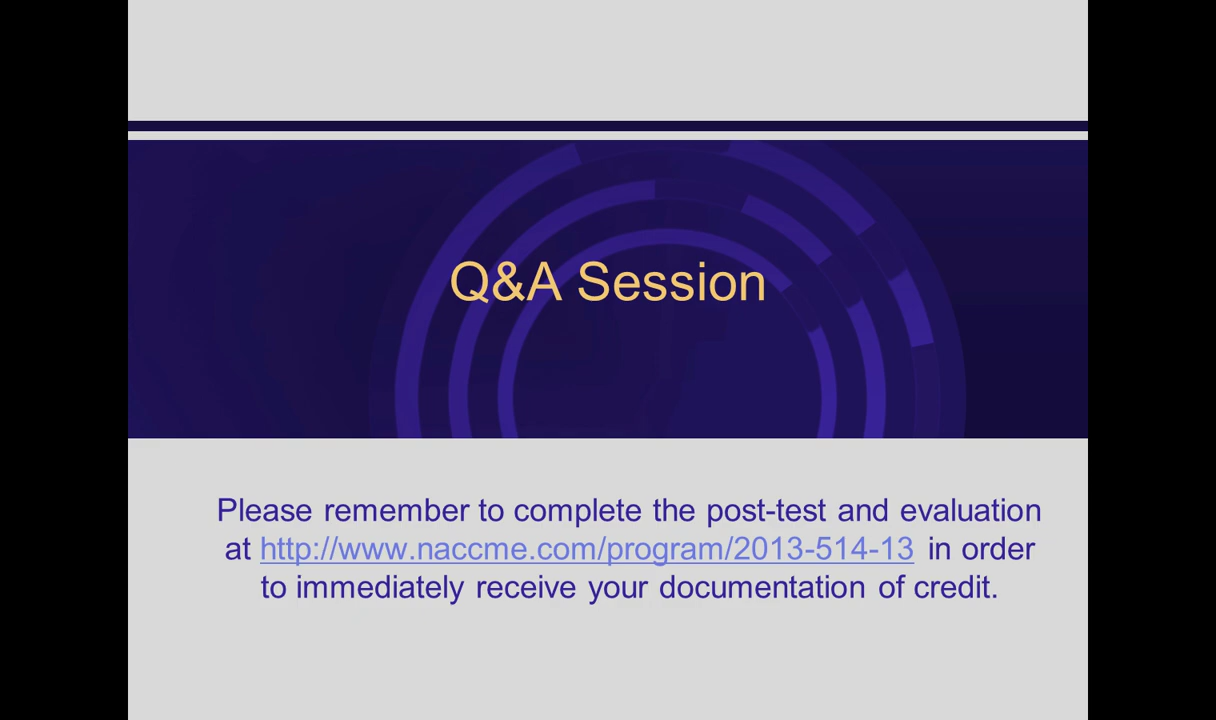 Q&A Session
Please remember to complete the post-test and evaluation
at http://www.naccme.com/program/2013-514-13 in order
to immediately receive your documentation of credit.